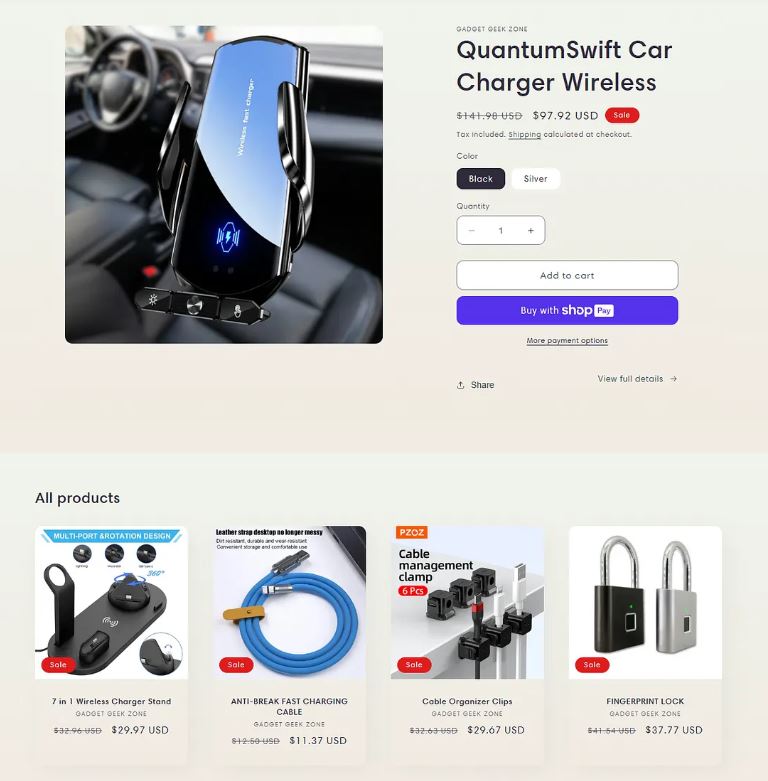 GADGET GEEK ZONE
QuantumSwift Car
Charger Wireless
$141.98 USD $97.92 USD Sale
Tax included. Shipping calculated at checkout.
Color
Black Silver
Quantity
− 1 +
Add to cart
Buy with shop Pay
More payment options
Share
View full details →
Wireless fast charger
All products
MULTI-PORT &ROTATION DESIGN
360°
Sale
7 in 1 Wireless Charger Stand
GADGET GEEK ZONE
$32.96 USD $29.97 USD
Leather strap desktop no longer messy
Dirt resistant, durable and wear-resistant
Convenient storage and comfortable use
Sale
ANTI-BREAK FAST CHARGING
CABLE
GADGET GEEK ZONE
$12.50 USD $11.37 USD
PZOZ
Cable
management
clamp
6 Pcs
Sale
Cable Organizer Clips
GADGET GEEK ZONE
$32.63 USD $29.67 USD
Sale
FINGERPRINT LOCK
GADGET GEEK ZONE
$41.54 USD $37.77 USD